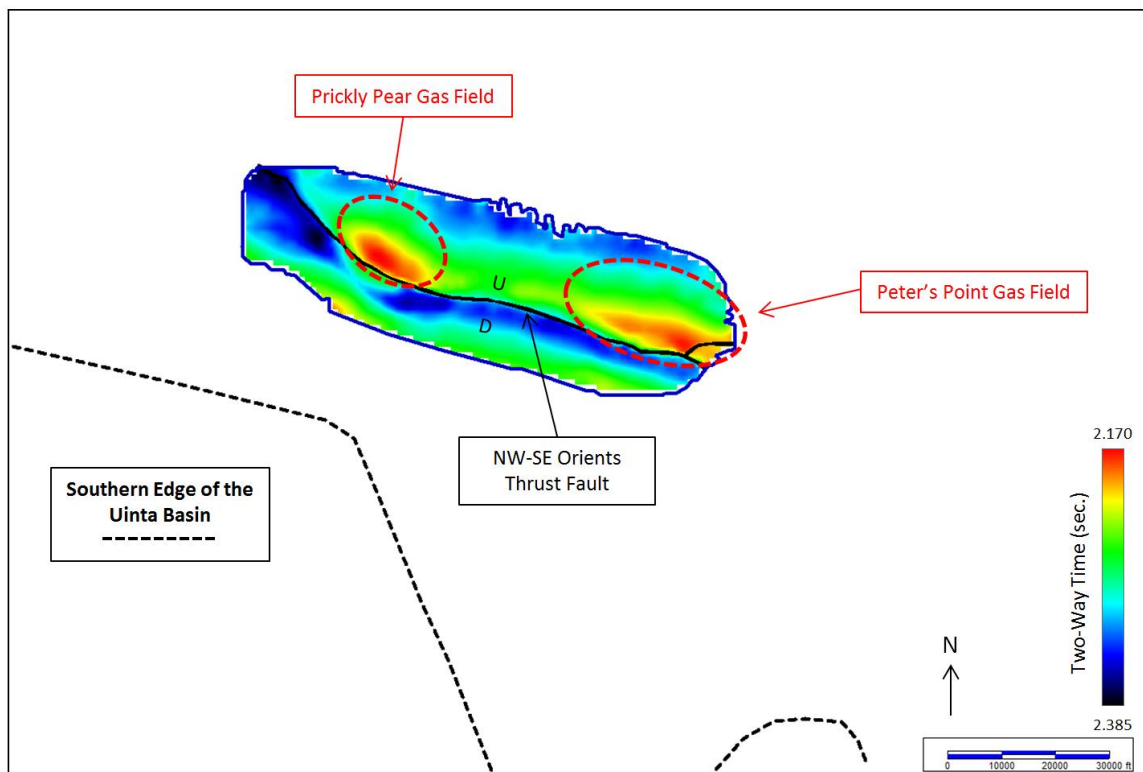 Prickly Pear Gas Field
U
Peter's Point Gas Field
D
NW-SE Orients
Thrust Fault
2.170
Southern Edge of the
Uinta Basin
Two-Way Time (sec.)
N
2.385
0 10000 20000 30000 ft